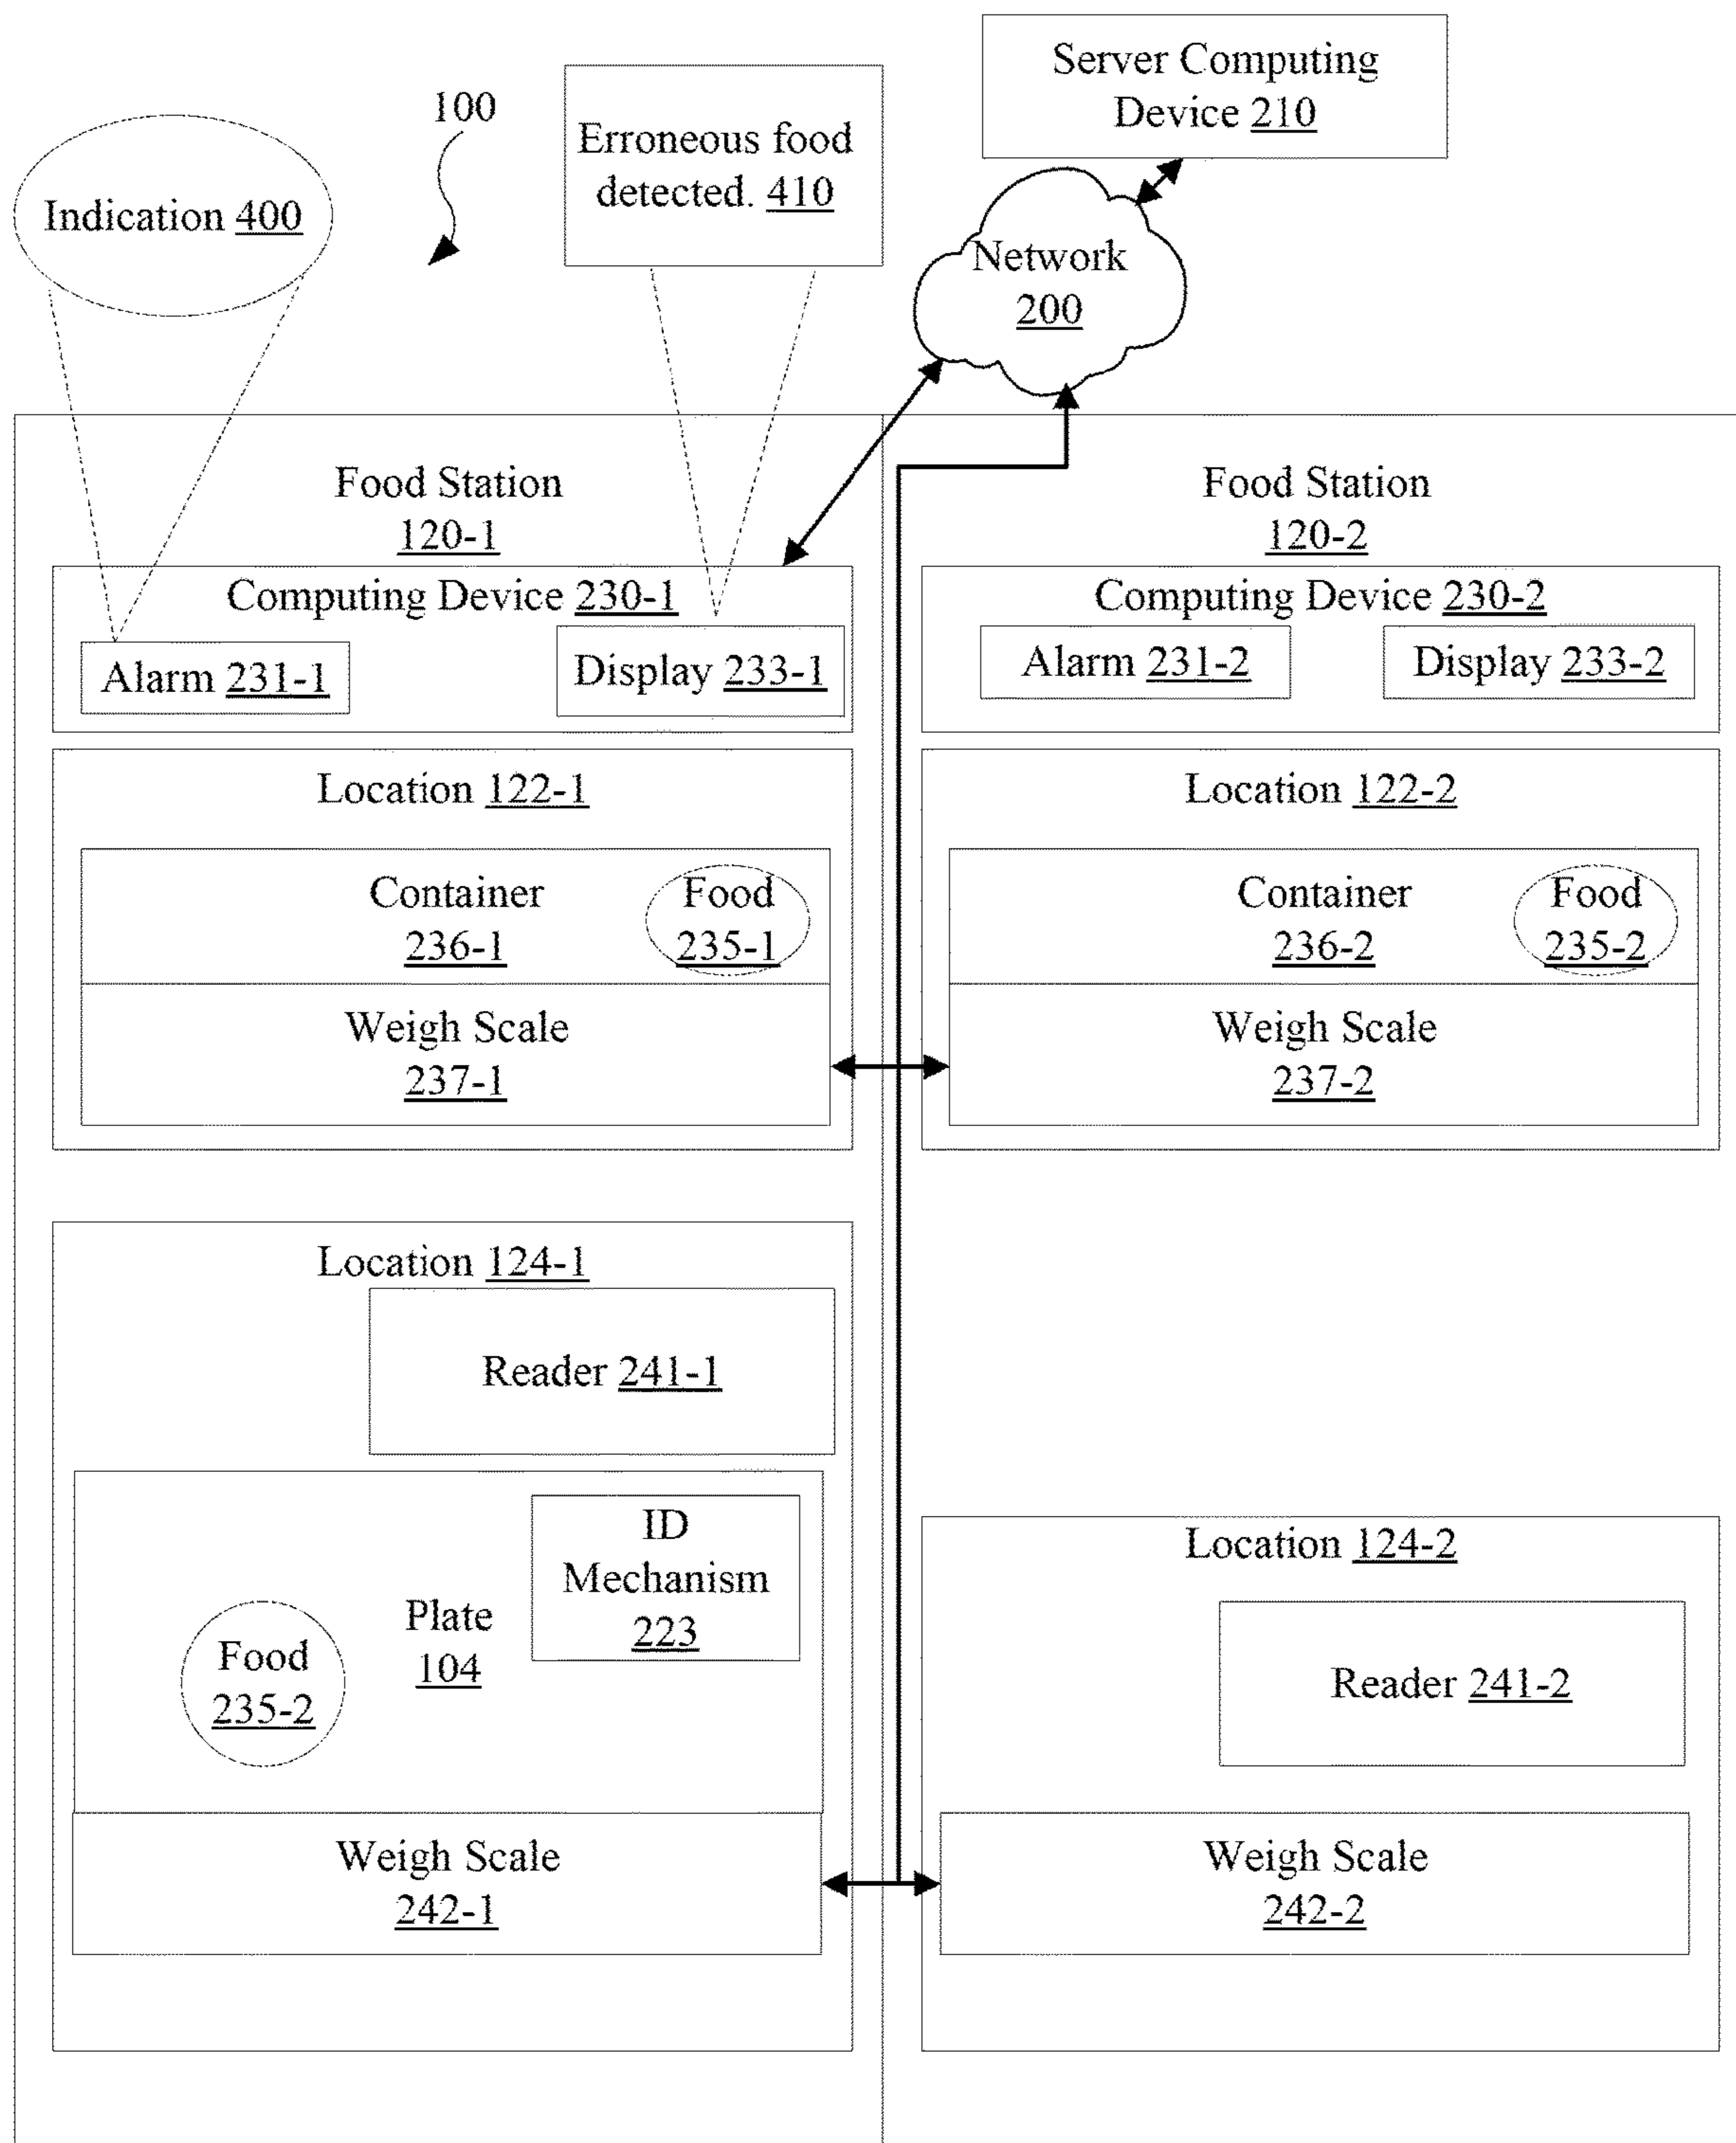 Server Computing
Device 210
100
Erroneous food
detected. 410
Indication 400
Network
200
Food Station
120-1
Computing Device 230-1
Alarm 231-1
Display 233-1
Location 122-1
Container
236-1
Food
235-1
Weigh Scale
237-1
Location 124-1
Reader 241-1
ID
Mechanism
223
Plate
104
Food
235-2
Weigh Scale
242-1
Food Station
120-2
Computing Device 230-2
Alarm 231-2
Display 233-2
Location 122-2
Container
236-2
Food
235-2
Weigh Scale
237-2
Location 124-2
Reader 241-2
Weigh Scale
242-2